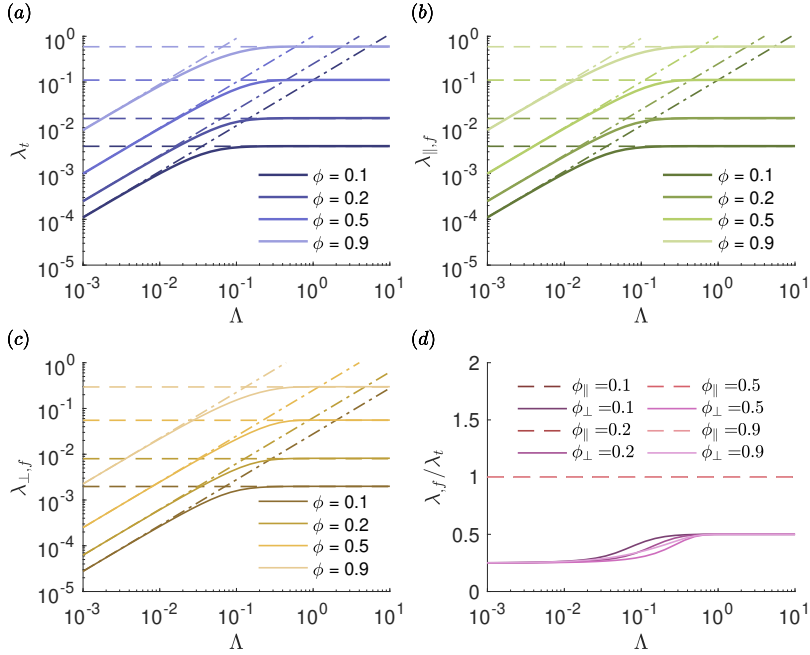 (a)
10^0
10^-1
10^-2
10^-3
10^-4
10^-5
λ_t
ϕ = 0.1
ϕ = 0.2
ϕ = 0.5
ϕ = 0.9
10^-3 10^-2 10^-1 10^0 10^1
Λ
(b)
10^0
10^-1
10^-2
10^-3
10^-4
10^-5
λ_∥,f
ϕ = 0.1
ϕ = 0.2
ϕ = 0.5
ϕ = 0.9
10^-3 10^-2 10^-1 10^0 10^1
Λ
(c)
10^0
10^-1
10^-2
10^-3
10^-4
10^-5
λ_⊥,f
ϕ = 0.1
ϕ = 0.2
ϕ = 0.5
ϕ = 0.9
10^-3 10^-2 10^-1 10^0 10^1
Λ
(d)
2
1.5
1
0.5
0
λ_,f / λ_t
ϕ_∥ =0.1 ϕ_∥ =0.5
ϕ_⊥ =0.1 ϕ_⊥ =0.5
ϕ_∥ =0.2 ϕ_∥ =0.9
ϕ_⊥ =0.2 ϕ_⊥ =0.9
10^-3 10^-2 10^-1 10^0 10^1
Λ